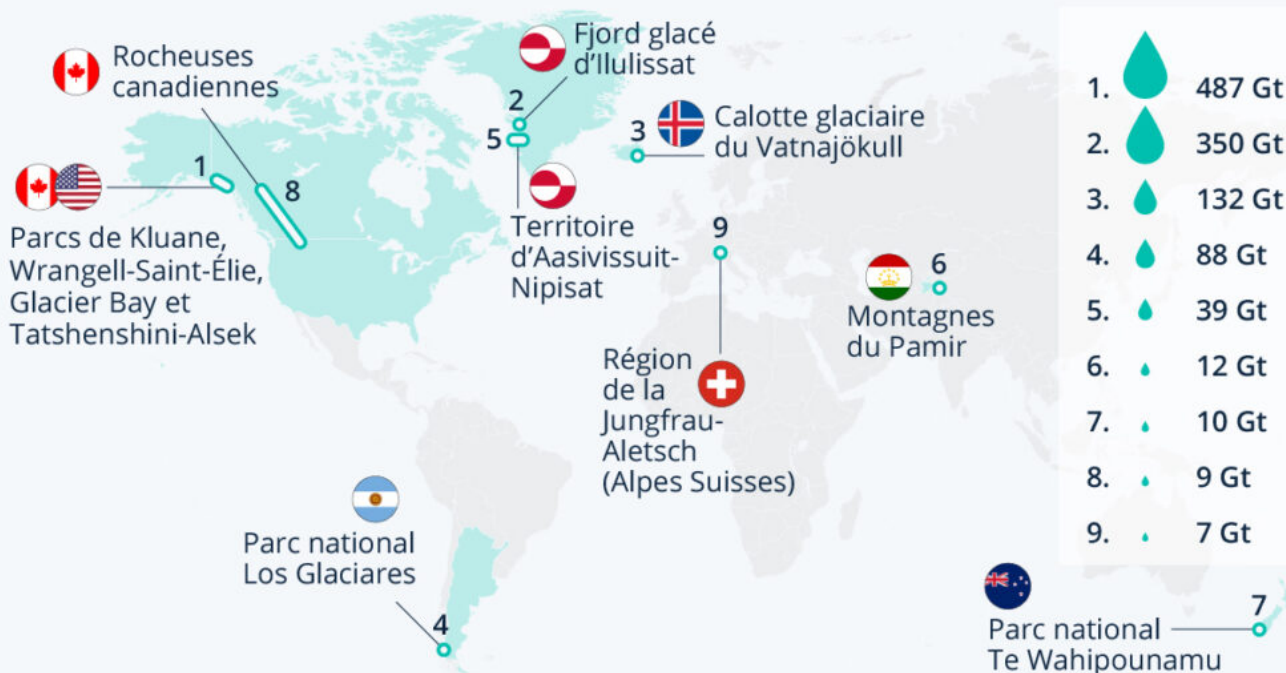 Rocheuses
canadiennes
Fjord glacé
d'Ilulissat
2
5
3
Calotte glaciaire
du Vatnajökull
1
8
Parcs de Kluane,
Wrangell-Saint-Élie,
Glacier Bay et
Tatshenshini-Alsek
Territoire
d'Aasivissuit-
Nipisat
9
6
Montagnes
du Pamir
Région
de la
Jungfrau-
Aletsch
(Alpes Suisses)
Parc national
Los Glaciares
4
7
Parc national
Te Wahipounamu
1. 487 Gt
2. 350 Gt
3. 132 Gt
4. 88 Gt
5. 39 Gt
6. 12 Gt
7. 10 Gt
8. 9 Gt
9. 7 Gt